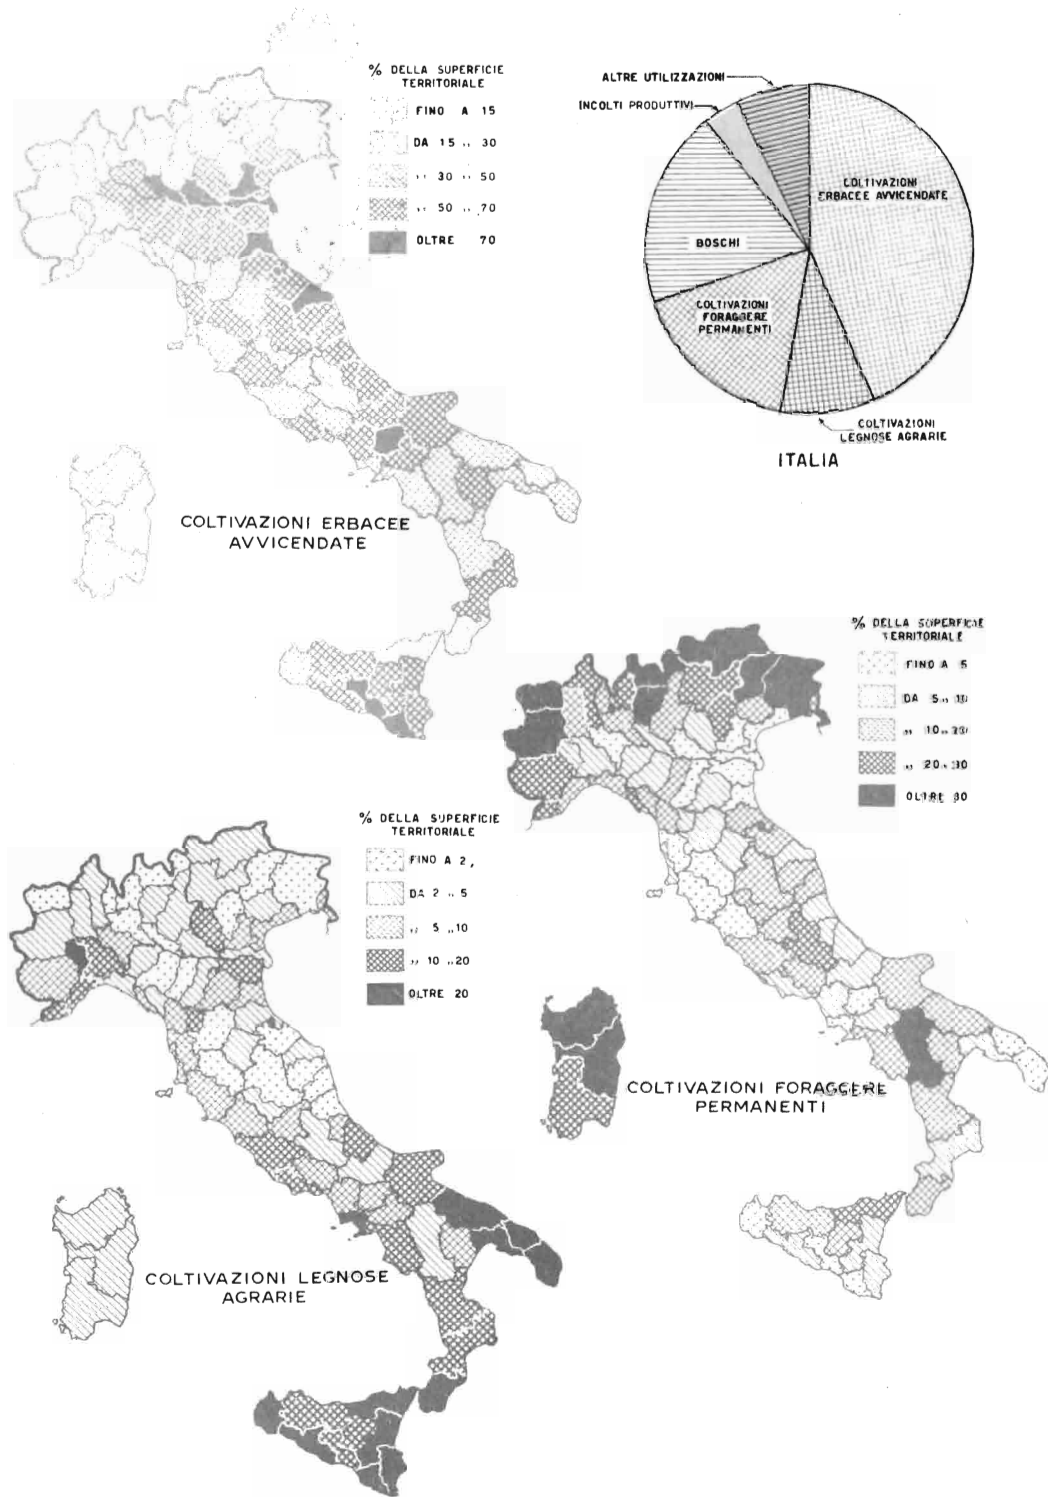 % DELLA SUPERFICIE
TERRITORIALE
FINO A 15
DA 15 ,, 30
,, 30 ,, 50
,, 50 ,, 70
OLTRE 70
COLTIVAZIONI ERBACEE
AVVICENDATE
ALTRE UTILIZZAZIONI
INCOLTI PRODUTTIVI
COLTIVAZIONI
ERBACEE AVVICENDATE
BOSCHI
COLTIVAZIONI
FORAGGERE
PERMANENTI
COLTIVAZIONI
LEGNOSE AGRARIE
ITALIA
% DELLA SUPERFICIE
TERRITORIALE
FINO A 5
DA 5 ,, 10
,, 10 ,, 20
,, 20 ,, 30
OLTRE 30
COLTIVAZIONI FORAGGERE
PERMANENTI
% DELLA SUPERFICIE
TERRITORIALE
FINO A 2,
DA 2 ,, 5
,, 5 ,, 10
,, 10 ,, 20
OLTRE 20
COLTIVAZIONI LEGNOSE
AGRARIE